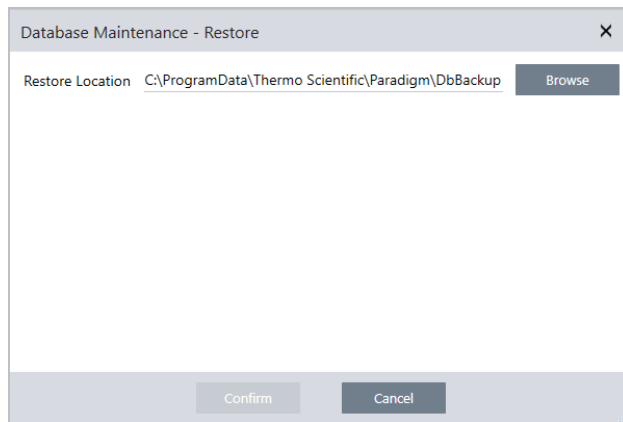 Database Maintenance - Restore
Restore Location C:\ProgramData\Thermo Scientific\Paradigm\DbBackup Browse
Confirm Cancel